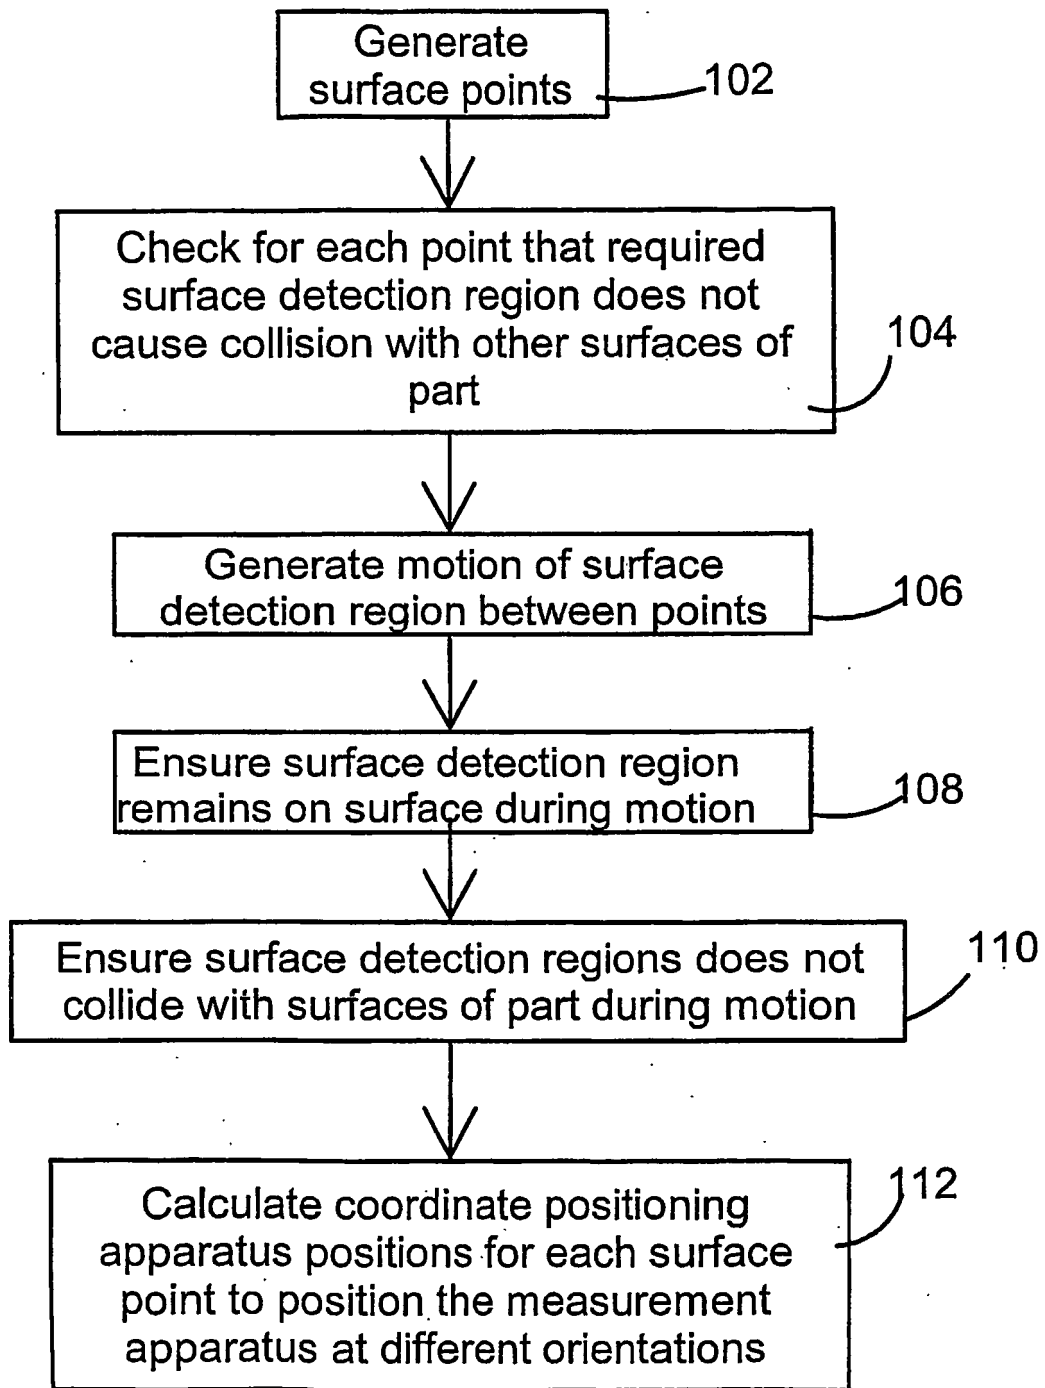 Generate
surface points
102
Check for each point that required
surface detection region does not
cause collision with other surfaces of
part
104
Generate motion of surface
detection region between points
106
Ensure surface detection region
remains on surface during motion
108
Ensure surface detection regions does not
collide with surfaces of part during motion
110
Calculate coordinate positioning
apparatus positions for each surface
point to position the measurement
apparatus at different orientations
112